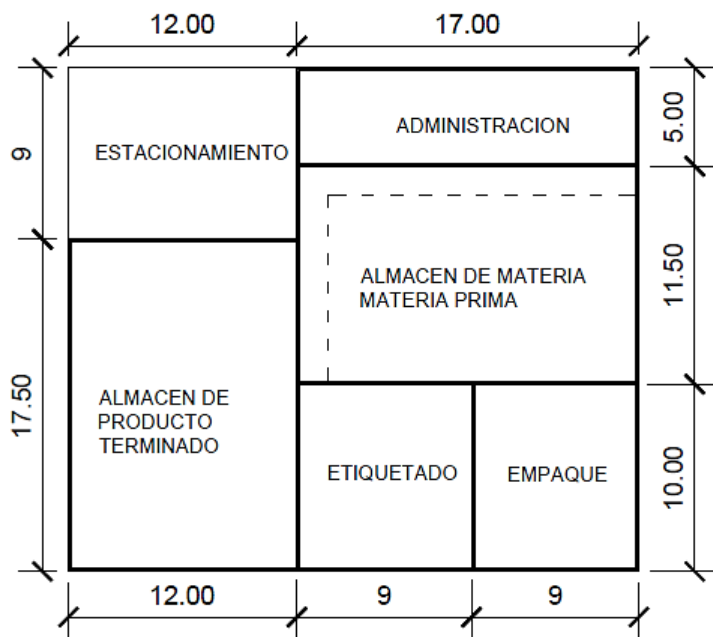 12.00
17.00
9
ESTACIONAMIENTO
ADMINISTRACION
5.00
ALMACEN DE MATERIA
MATERIA PRIMA
11.50
17.50
ALMACEN DE
PRODUCTO
TERMINADO
ETIQUETADO
EMPAQUE
10.00
12.00
9
9